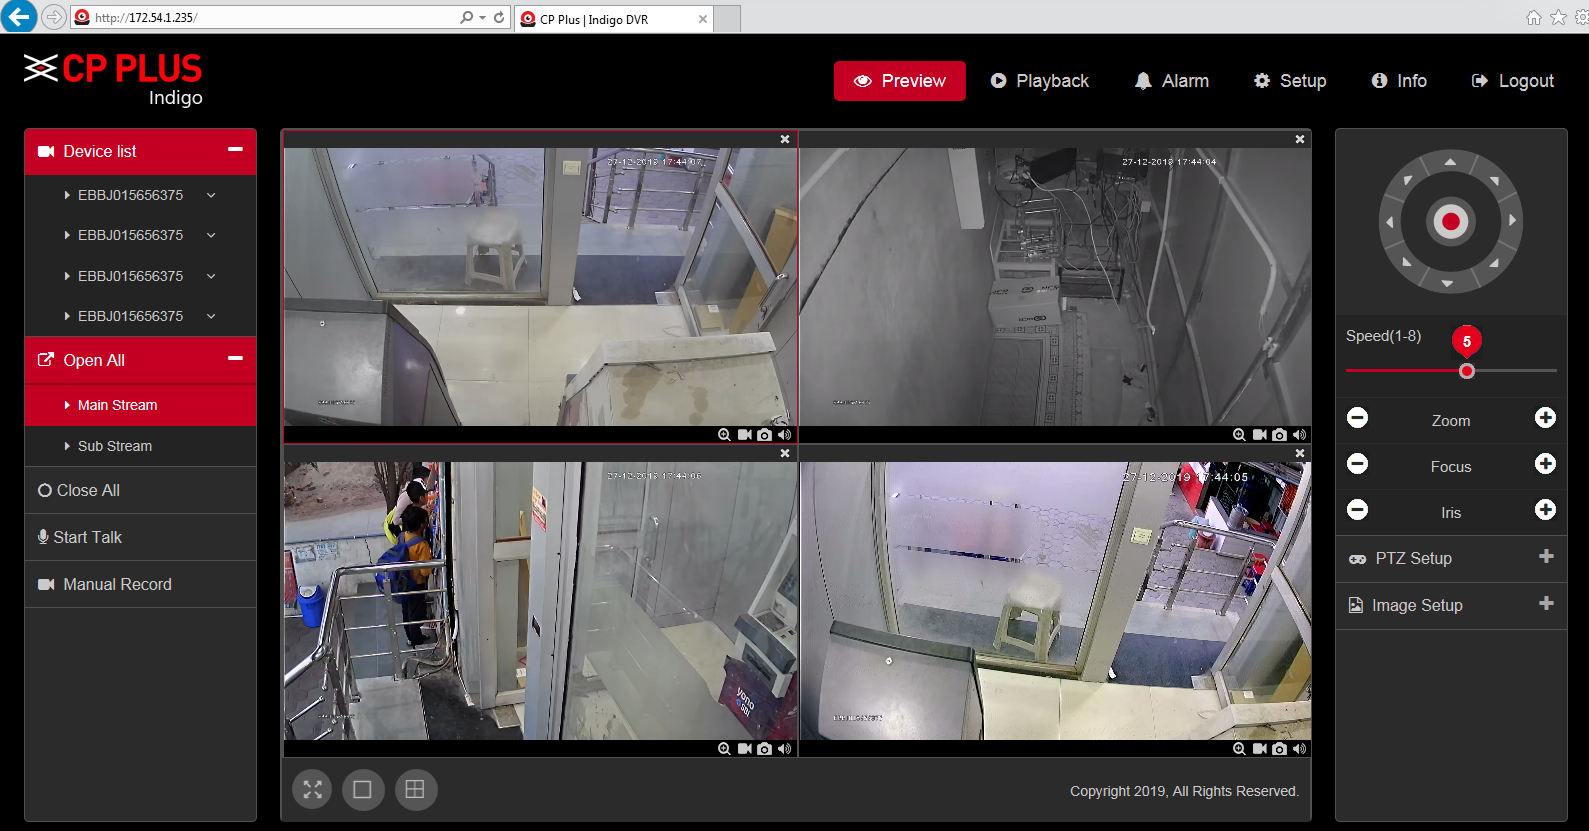 http://172.54.1.235/
CP Plus | Indigo DVR
CP PLUS
Indigo
Preview
Playback
Alarm
Setup
Info
Logout
Device list
EBBJ015656375
EBBJ015656375
EBBJ015656375
EBBJ015656375
Open All
Main Stream
Sub Stream
Close All
Start Talk
Manual Record
27-12-2019 17:44:07
27-12-2019 17:44:04
NCR
27-12-2019 17:44:06
yono
SBI
27-12-2019 17:44:05
Copyright 2019, All Rights Reserved.
Speed(1-8)
5
Zoom
Focus
Iris
PTZ Setup
Image Setup